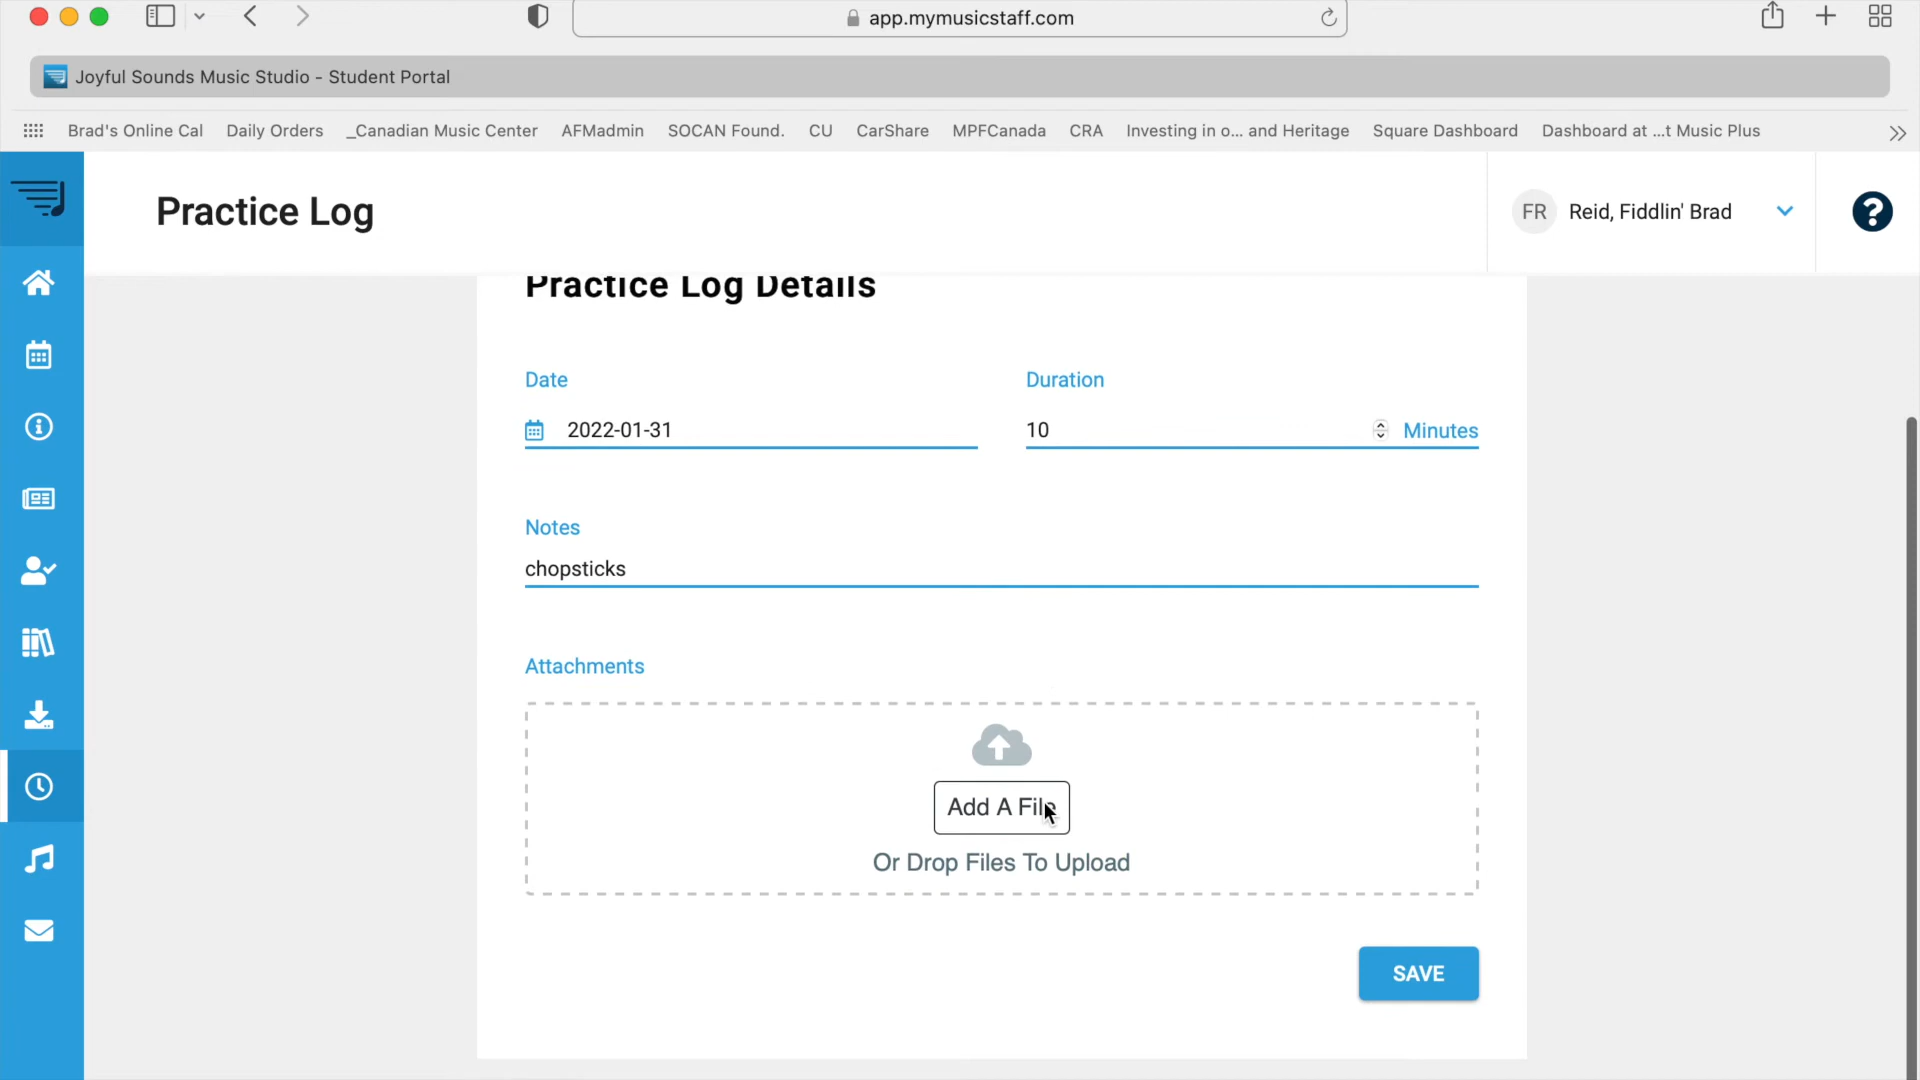 app.mymusicstaff.com
Joyful Sounds Music Studio - Student Portal
Brad's Online Cal Daily Orders _Canadian Music Center AFMadmin SOCAN Found. CU CarShare MPFCanada CRA Investing in o... and Heritage Square Dashboard Dashboard at ...t Music Plus
Practice Log
FR Reid, Fiddlin' Brad
?
Practice Log Details
Date Duration
2022-01-31 10 Minutes
Notes
chopsticks
Attachments
Add A File
Or Drop Files To Upload
SAVE